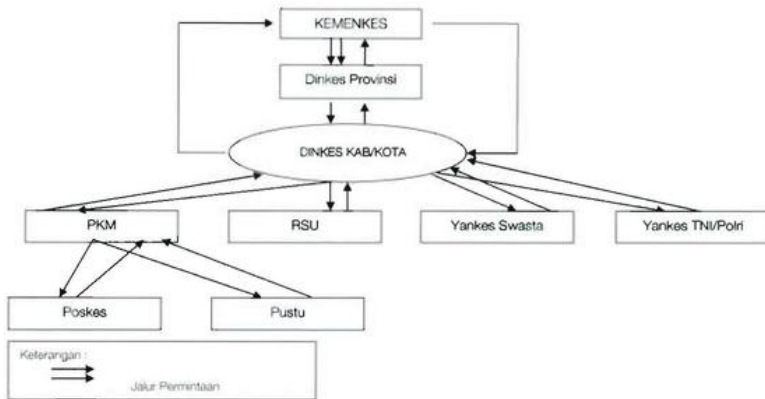 KEMENKES
Dinkes Provinsi
DINKES KAB/KOTA
PKM
RSU
Yankes Swasta
Yankes TNI/Polri
Poskes
Pustu
Keterangan :
Jalur Permintaan